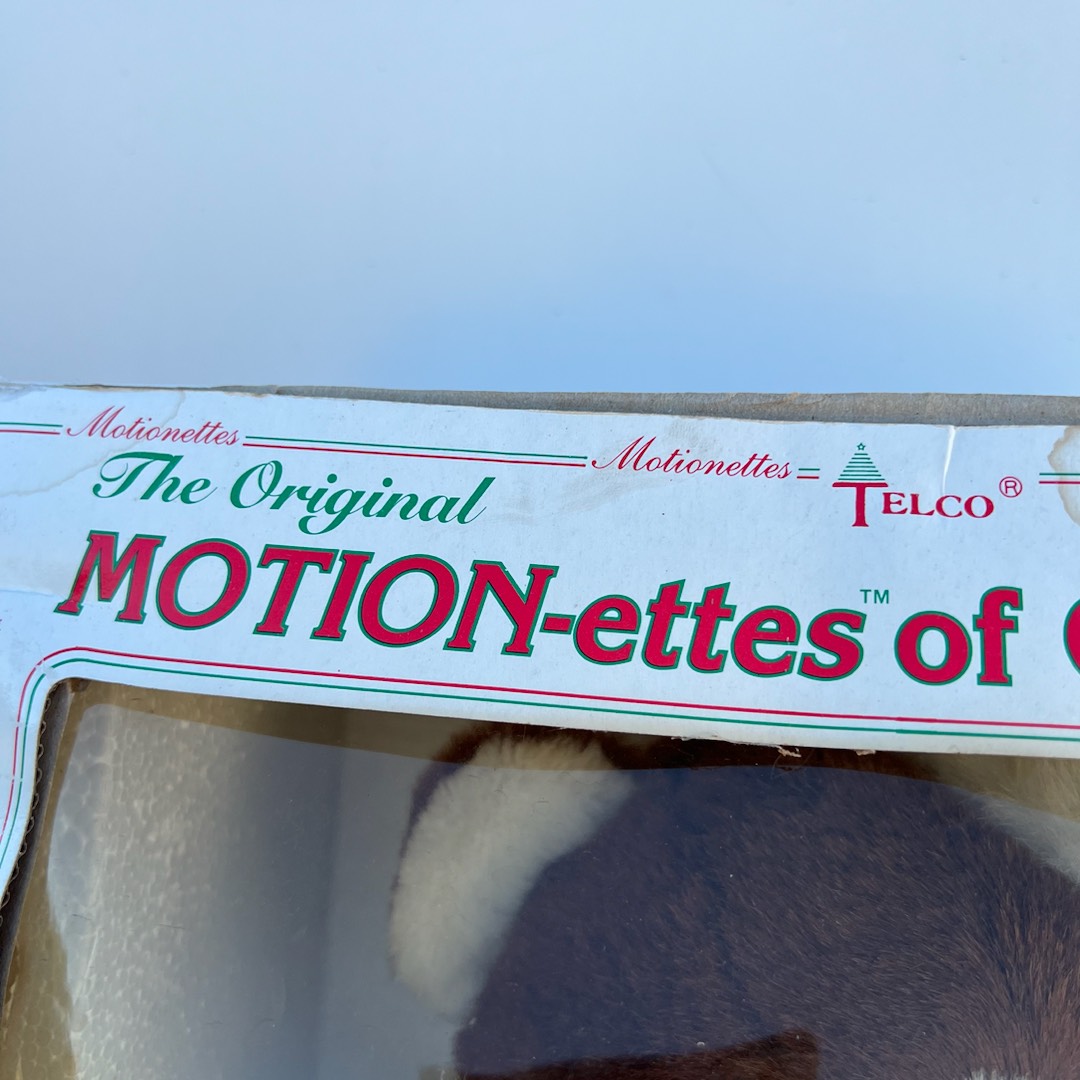 Motionettes Motionettes TELCO®
The Original
MOTION-ettes™ of